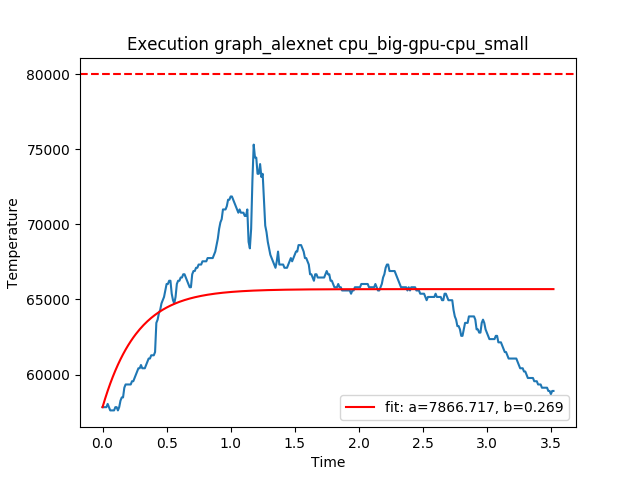 Execution graph_alexnet cpu_big-gpu-cpu_small
80000
75000
70000
65000
60000
Temperature
fit: a=7866.717, b=0.269
0.0 0.5 1.0 1.5 2.0 2.5 3.0 3.5
Time